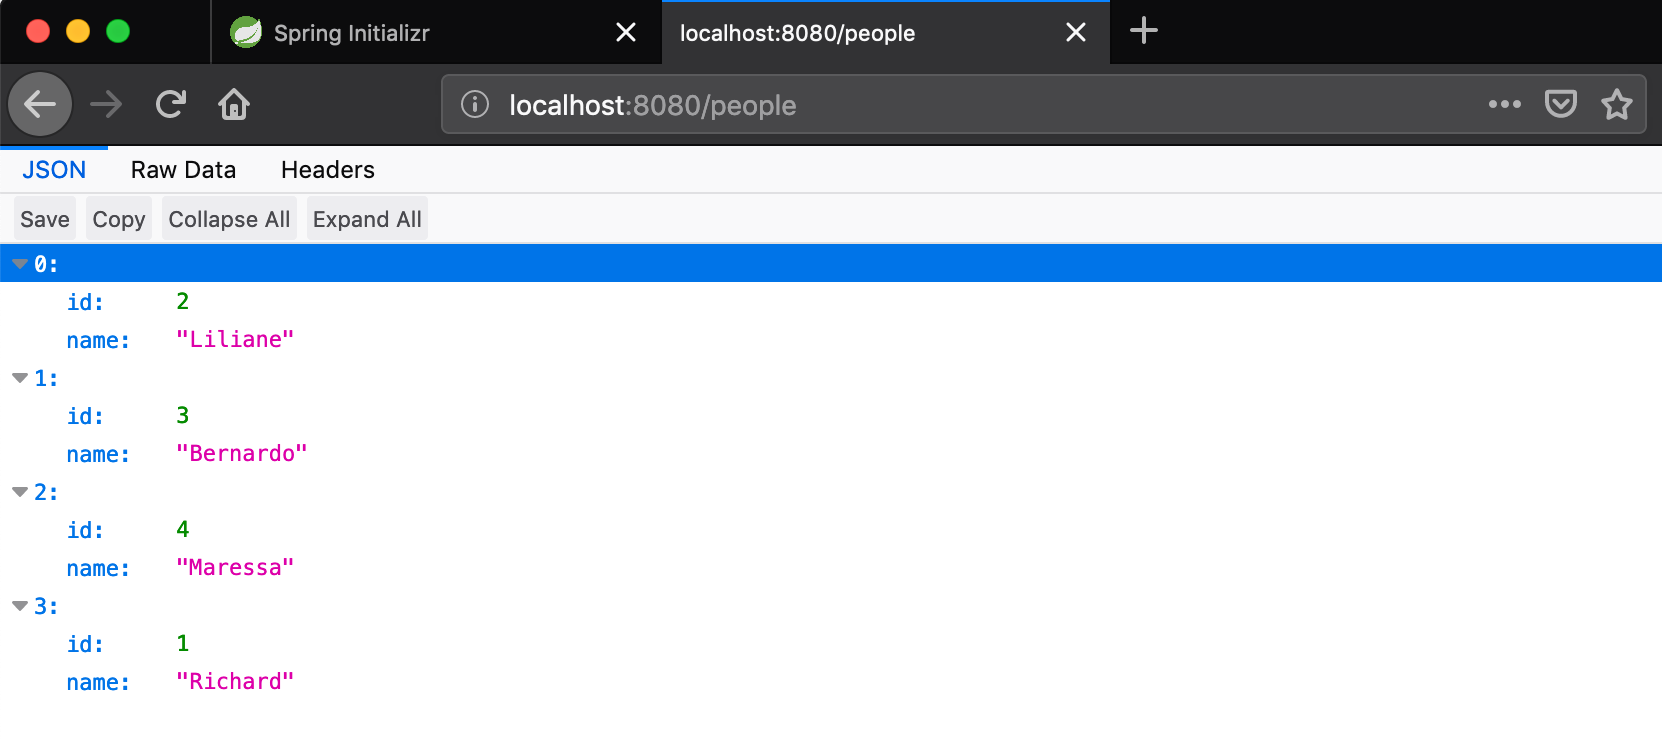 Spring Initializr
localhost:8080/people
localhost:8080/people
JSON Raw Data Headers
Save Copy Collapse All Expand All
0:
id: 2
name: "Liliane"
1:
id: 3
name: "Bernardo"
2:
id: 4
name: "Maressa"
3:
id: 1
name: "Richard"